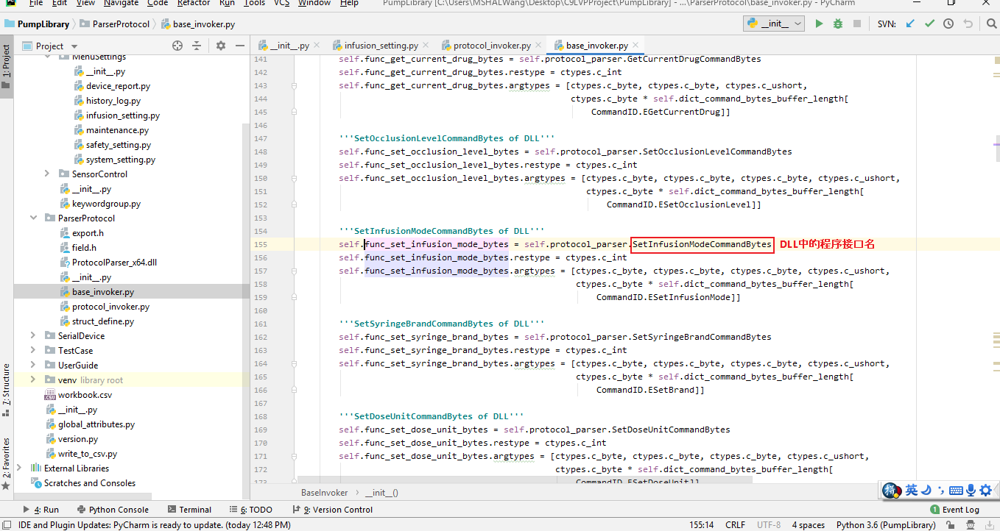 File Edit View Navigate Code Refactor Run Tools VCS Window Help PumpLibrary [C:\Users\MSHALWang\Desktop\C9LVPProject\PumpLibrary] - ...\ParserProtocol\base_invoker.py - PyCharm
PumpLibrary ParserProtocol base_invoker.py __init__ SVN:
Project
__init__.py infusion_setting.py protocol_invoker.py base_invoker.py
1: Project
7: Structure
2: Favorites
MenuSettings
__init__.py
device_report.py
history_log.py
infusion_setting.py
maintenance.py
safety_setting.py
system_setting.py
SensorControl
__init__.py
keywordgroup.py
ParserProtocol
export.h
field.h
ProtocolParser_x64.dll
__init__.py
base_invoker.py
protocol_invoker.py
struct_define.py
SerialDevice
TestCase
UserGuide
venv library root
workbook.csv
__init__.py
global_attributes.py
version.py
write_to_csv.py
External Libraries
Scratches and Consoles
141 self.func_get_current_drug_bytes = self.protocol_parser.GetCurrentDrugCommandBytes
142 self.func_get_current_drug_bytes.restype = ctypes.c_int
143 self.func_get_current_drug_bytes.argtypes = [ctypes.c_byte, ctypes.c_byte, ctypes.c_ushort,
144 ctypes.c_byte * self.dict_command_bytes_buffer_length[
145 CommandID.EGetCurrentDrug]]
146
147 '''SetOcclusionLevelCommandBytes of DLL'''
148 self.func_set_occlusion_level_bytes = self.protocol_parser.SetOcclusionLevelCommandBytes
149 self.func_set_occlusion_level_bytes.restype = ctypes.c_int
150 self.func_set_occlusion_level_bytes.argtypes = [ctypes.c_byte, ctypes.c_byte, ctypes.c_byte, ctypes.c_ushort,
151 ctypes.c_byte * self.dict_command_bytes_buffer_length[
152 CommandID.ESetOcclusionLevel]]
153
154 '''SetInfusionModeCommandBytes of DLL'''
155 self.func_set_infusion_mode_bytes = self.protocol_parser.SetInfusionModeCommandBytes DLL中的程序接口名
156 self.func_set_infusion_mode_bytes.restype = ctypes.c_int
157 self.func_set_infusion_mode_bytes.argtypes = [ctypes.c_byte, ctypes.c_byte, ctypes.c_byte, ctypes.c_ushort,
158 ctypes.c_byte * self.dict_command_bytes_buffer_length[
159 CommandID.ESetInfusionMode]]
160
161 '''SetSyringeBrandCommandBytes of DLL'''
162 self.func_set_syringe_brand_bytes = self.protocol_parser.SetSyringeBrandCommandBytes
163 self.func_set_syringe_brand_bytes.restype = ctypes.c_int
164 self.func_set_syringe_brand_bytes.argtypes = [ctypes.c_byte, ctypes.c_byte, ctypes.c_byte, ctypes.c_ushort,
165 ctypes.c_byte * self.dict_command_bytes_buffer_length[
166 CommandID.ESetBrand]]
167
168 '''SetDoseUnitCommandBytes of DLL'''
169 self.func_set_dose_unit_bytes = self.protocol_parser.SetDoseUnitCommandBytes
170 self.func_set_dose_unit_bytes.restype = ctypes.c_int
171 self.func_set_dose_unit_bytes.argtypes = [ctypes.c_byte, ctypes.c_byte, ctypes.c_byte, ctypes.c_ushort,
172 ctypes.c_byte * self.dict_command_bytes_buffer_length[
173 CommandID.ESetDoseUnit]]
BaseInvoker __init__()
英
4: Run Python Console Terminal 6: TODO 9: Version Control 1 Event Log
IDE and Plugin Updates: PyCharm is ready to update. (today 12:48 PM) 155:14 CRLF UTF-8 4 spaces Python 3.6 (PumpLibrary)